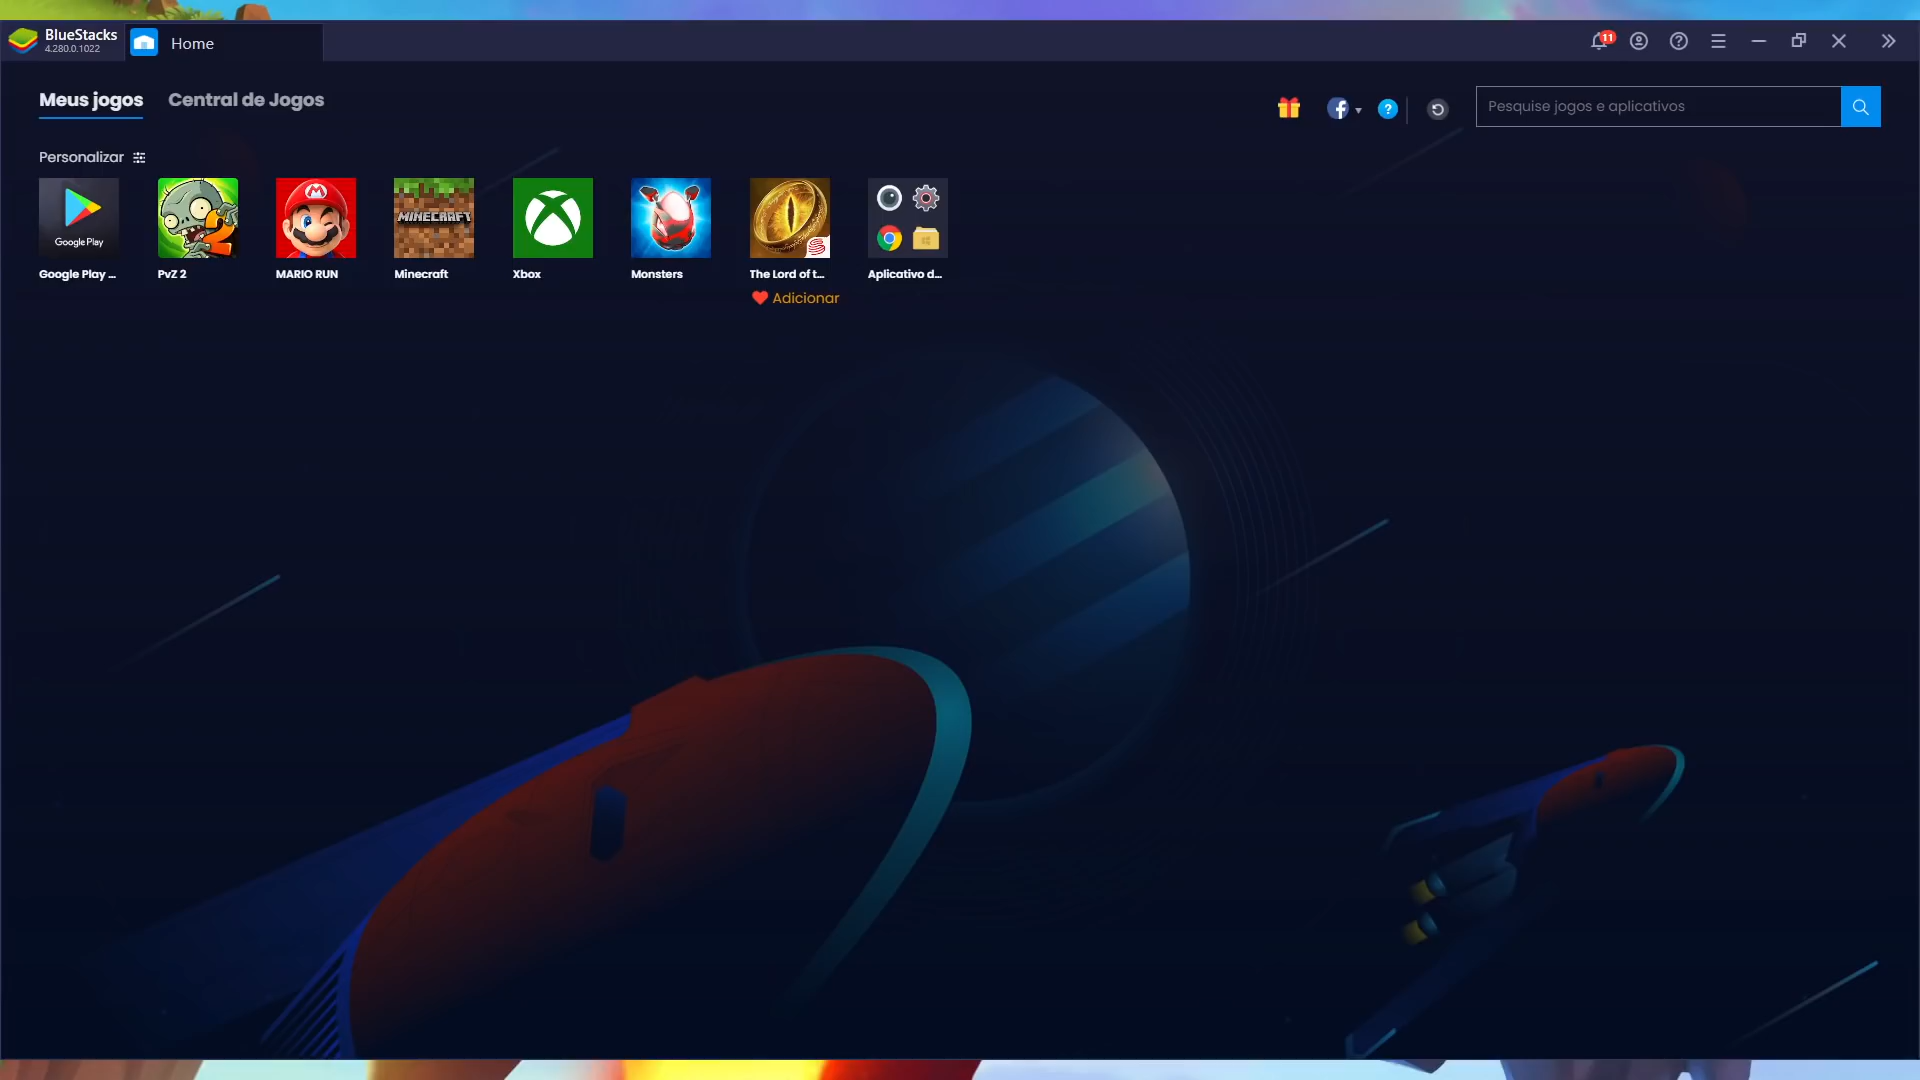 BlueStacks
4.280.0.1022
Home
11
Meus jogos
Central de Jogos
Pesquise jogos e aplicativos
Personalizar
Google Play
MINECRAFT
Google Play ...
PvZ 2
MARIO RUN
Minecraft
Xbox
Monsters
The Lord of t...
Aplicativo d...
Adicionar